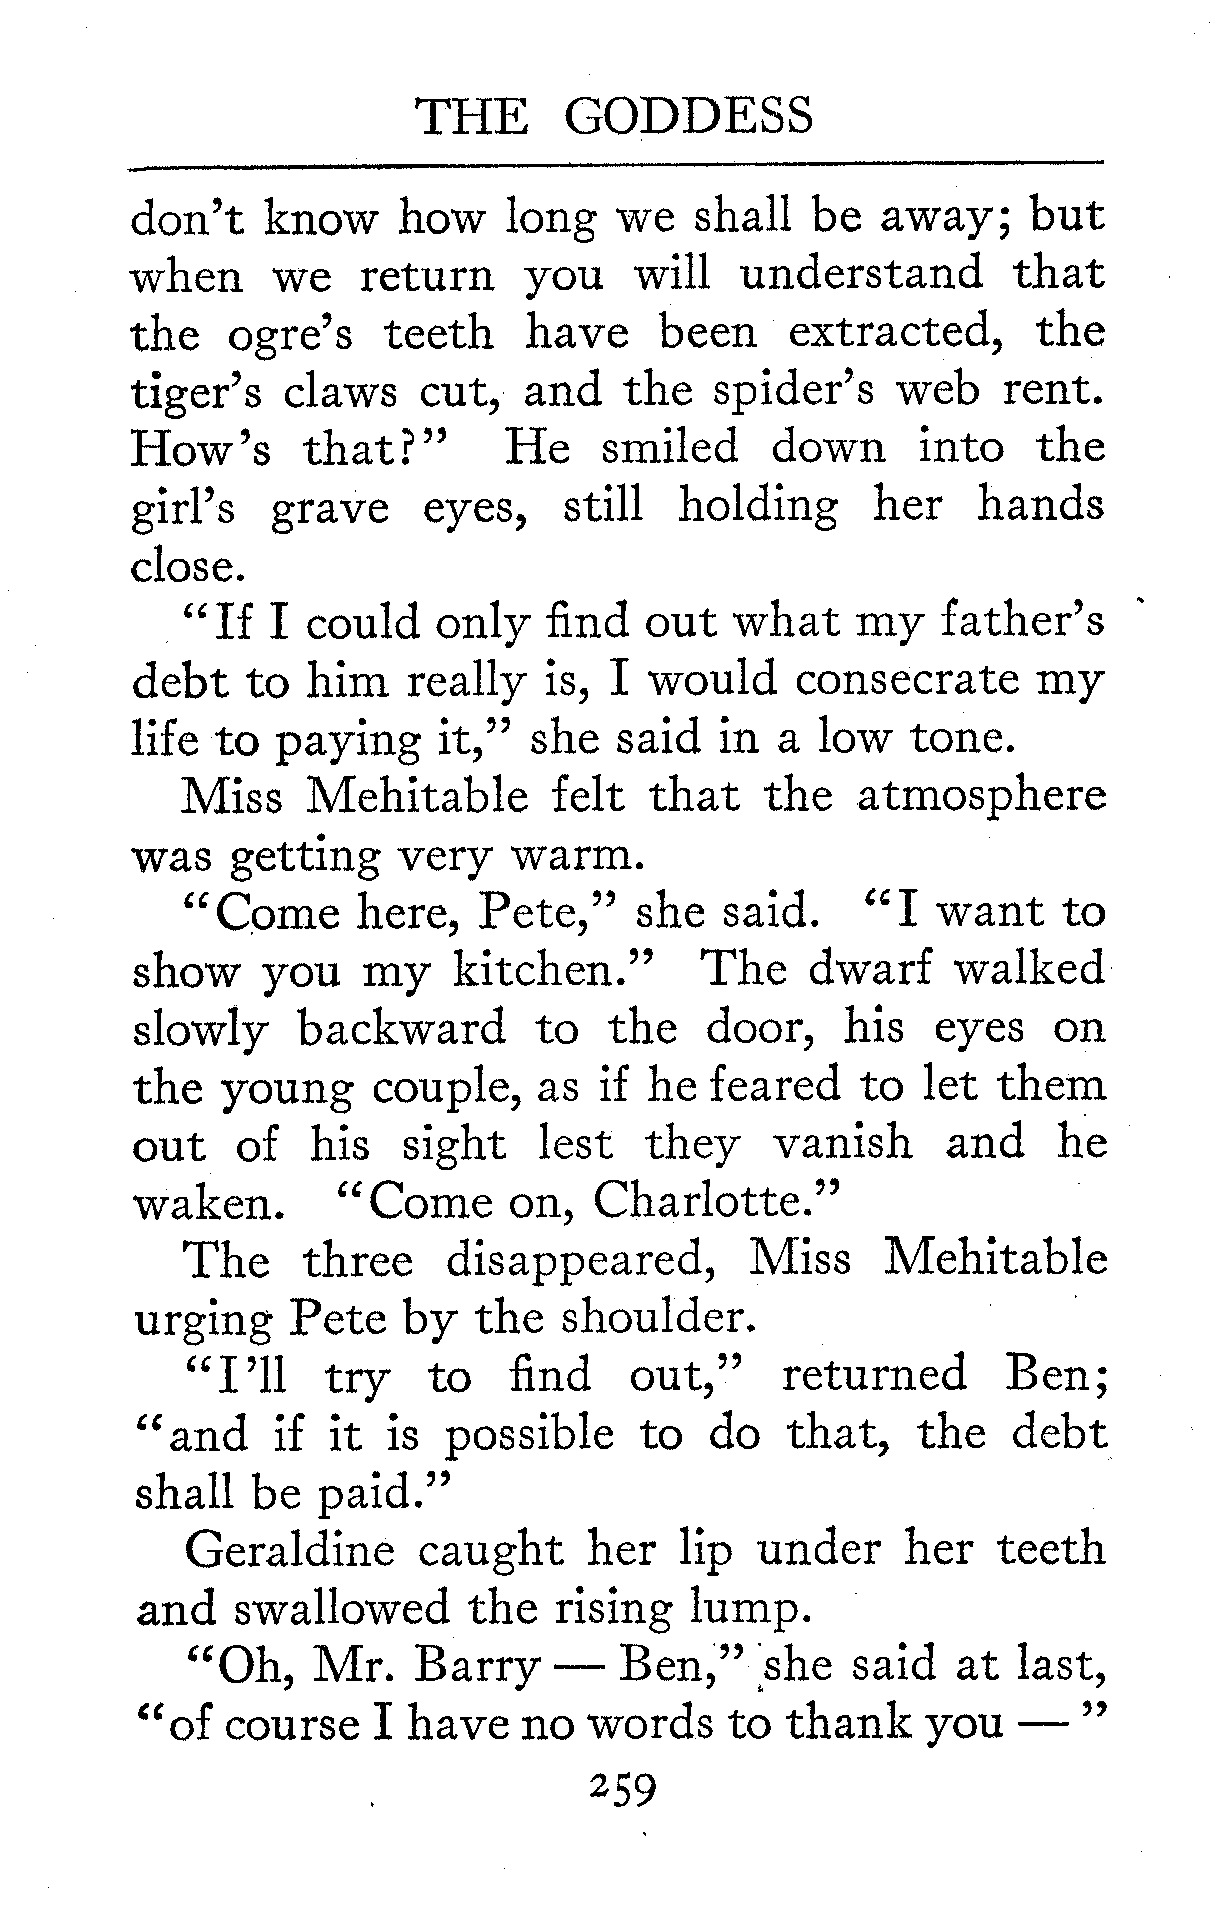 THE GODDESS
don't know how long we shall be away; but
when we return you will understand that
the ogre's teeth have been extracted, the
tiger's claws cut, and the spider's web rent.
How's that?" He smiled down into the
girl's grave eyes, still holding her hands
close.
"If I could only find out what my father's
debt to him really is, I would consecrate my
life to paying it," she said in a low tone.
Miss Mehitable felt that the atmosphere
was getting very warm.
"Come here, Pete," she said. "I want to
show you my kitchen." The dwarf walked
slowly backward to the door, his eyes on
the young couple, as if he feared to let them
out of his sight lest they vanish and he
waken. "Come on, Charlotte."
The three disappeared, Miss Mehitable
urging Pete by the shoulder.
"I'll try to find out," returned Ben;
"and if it is possible to do that, the debt
shall be paid."
Geraldine caught her lip under her teeth
and swallowed the rising lump.
"Oh, Mr. Barry — Ben," she said at last,
"of course I have no words to thank you — "
259